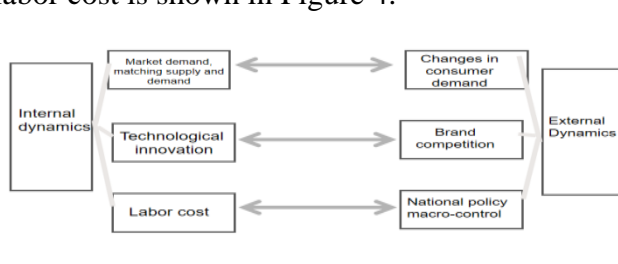 labor cost is shown in Figure 4.
Market demand,
matching supply and
demand
Changes in
consumer
demand
Internal
dynamics
Technological
innovation
Brand
competition
External
Dynamics
Labor cost
National policy
macro-control